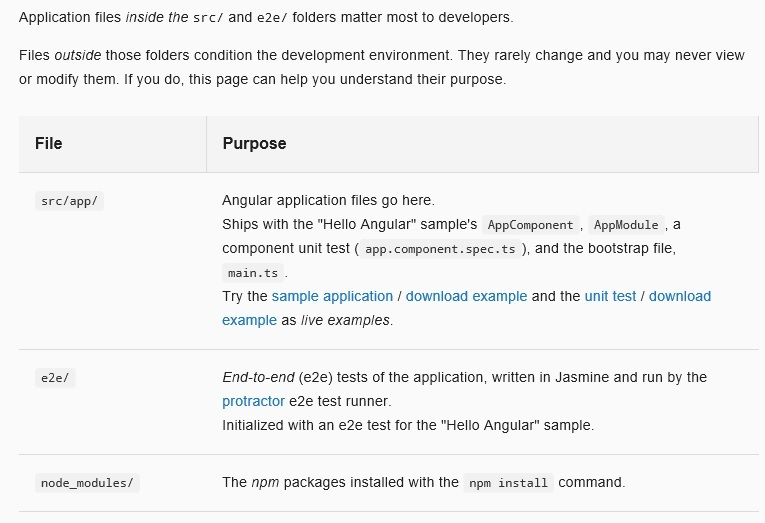 Application files inside the src/ and e2e/ folders matter most to developers.
Files outside those folders condition the development environment. They rarely change and you may never view
or modify them. If you do, this page can help you understand their purpose.
File Purpose
src/app/ Angular application files go here.
Ships with the "Hello Angular" sample's AppComponent , AppModule , a
component unit test ( app.component.spec.ts ), and the bootstrap file,
main.ts .
Try the sample application / download example and the unit test / download
example as live examples.
e2e/ End-to-end (e2e) tests of the application, written in Jasmine and run by the
protractor e2e test runner.
Initialized with an e2e test for the "Hello Angular" sample.
node_modules/ The npm packages installed with the npm install command.